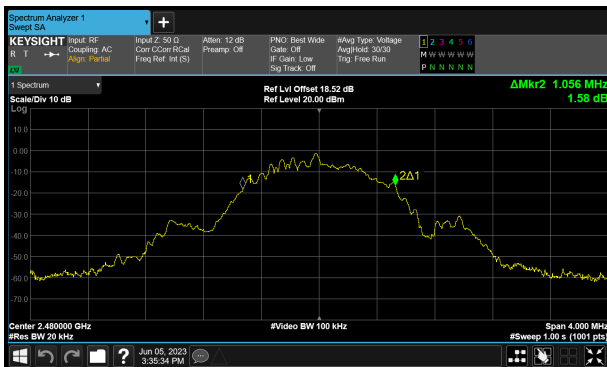 Spectrum Analyzer 1
Swept SA
+
KEYSIGHT
R T
LXI
Input: RF
Coupling: AC
Align: Partial
Input Z: 50 Ω
Corr CCorr RCal
Freq Ref: Int (S)
Atten: 12 dB
Preamp: Off
PNO: Best Wide
Gate: Off
IF Gain: Low
Sig Track: Off
#Avg Type: Voltage
Avg|Hold: 30/30
Trig: Free Run
1 2 3 4 5 6
M W W W W W
P N N N N N
1 Spectrum
Scale/Div 10 dB
Ref Lvl Offset 18.52 dB
Ref Level 20.00 dBm
ΔMkr2 1.056 MHz
1.58 dB
Log
10.0
0.00
-10.0
-20.0
-30.0
-40.0
-50.0
-60.0
-70.0
1
2Δ1
Center 2.480000 GHz
#Video BW 100 kHz
Span 4.000 MHz
#Res BW 20 kHz
#Sweep 1.00 s (1001 pts)
?
Jun 05, 2023
3:35:34 PM